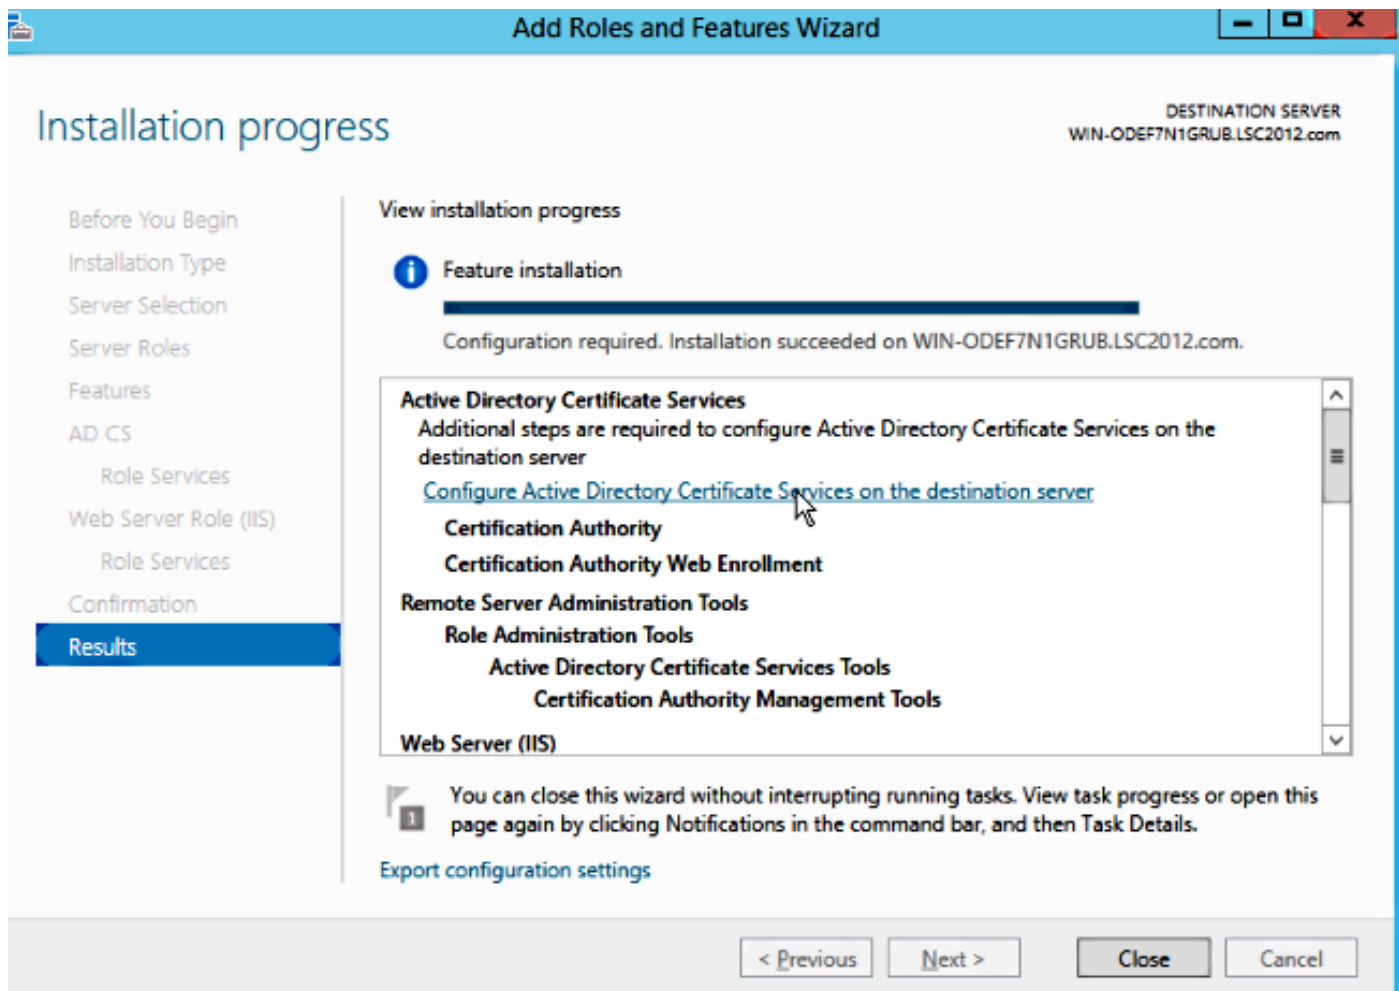 Add Roles and Features Wizard
Installation progress
DESTINATION SERVER
WIN-ODEF7N1GRUB.LSC2012.com
Before You Begin
Installation Type
Server Selection
Server Roles
Features
AD CS
Role Services
Web Server Role (IIS)
Role Services
Confirmation
Results
View installation progress
Feature installation
Configuration required. Installation succeeded on WIN-ODEF7N1GRUB.LSC2012.com.
Active Directory Certificate Services
Additional steps are required to configure Active Directory Certificate Services on the
destination server
Configure Active Directory Certificate Services on the destination server
Certification Authority
Certification Authority Web Enrollment
Remote Server Administration Tools
Role Administration Tools
Active Directory Certificate Services Tools
Certification Authority Management Tools
Web Server (IIS)
1
You can close this wizard without interrupting running tasks. View task progress or open this
page again by clicking Notifications in the command bar, and then Task Details.
Export configuration settings
< Previous
Next >
Close
Cancel